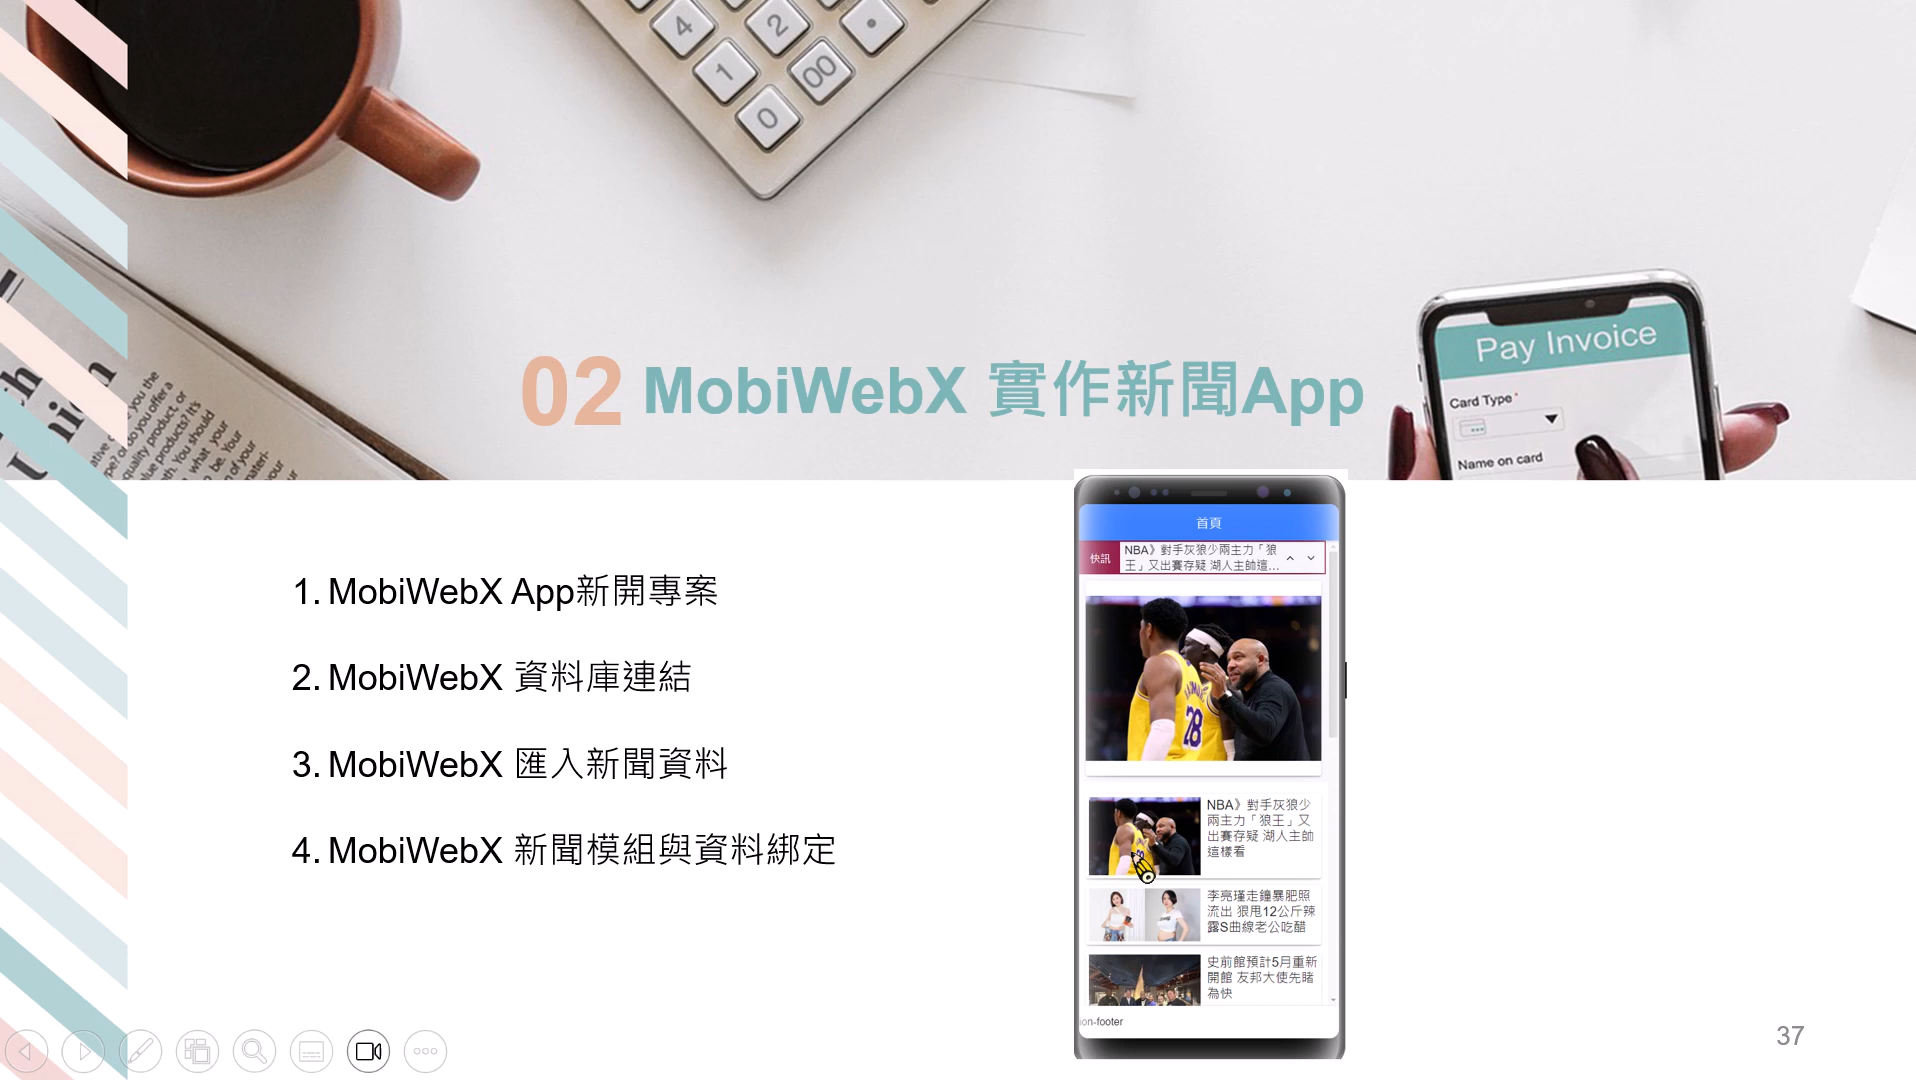 4
2
1
00
0
Pay Invoice
Card Type*
Name on card
02 MobiWebX 實作新聞App
1. MobiWebX App新開專案
2. MobiWebX 資料庫連結
3. MobiWebX 匯入新聞資料
4. MobiWebX 新聞模組與資料綁定
首頁
快訊
NBA》對手灰狼少兩主力「狼
王」又出賽存疑 湖人主帥這...
28
NBA》對手灰狼少
兩主力「狼王」又
出賽存疑 湖人主帥
這樣看
李亮瑾走鐘暴肥照
流出 狠甩12公斤辣
露S曲線老公吃醋
史前館預計5月重新
開館 友邦大使先睹
為快
ion-footer
37